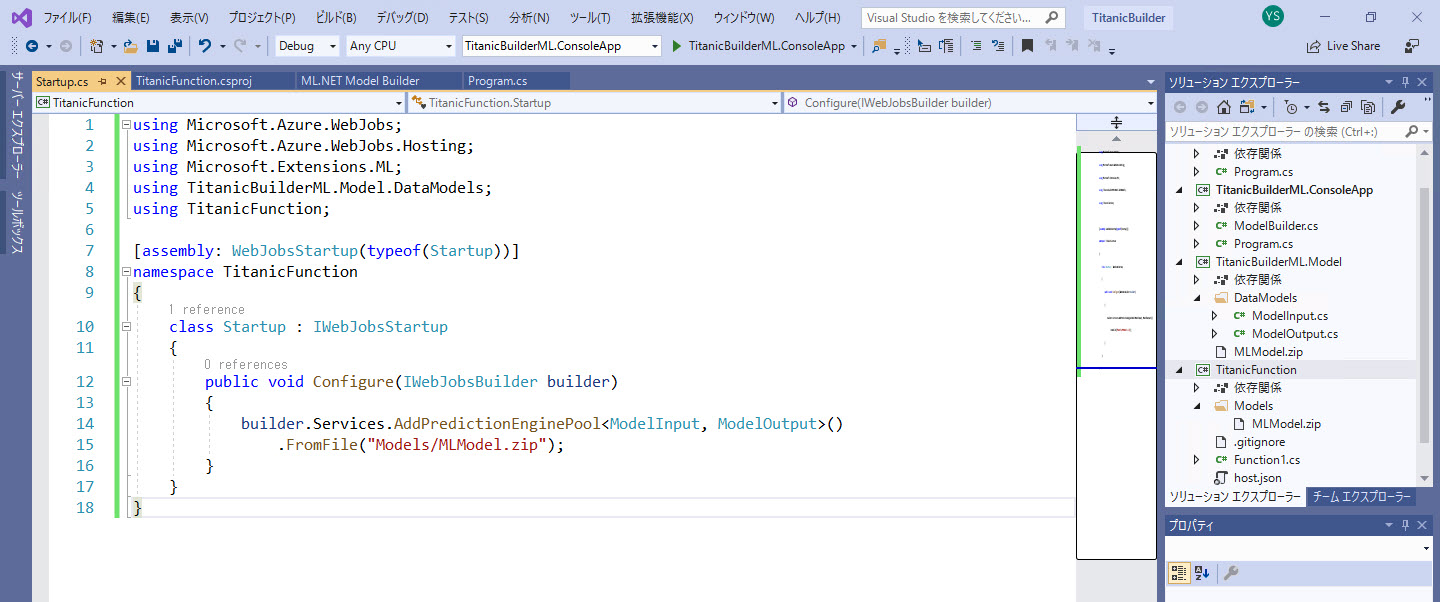 ファイル(F) 編集(E) 表示(V) プロジェクト(P) ビルド(B) デバッグ(D) テスト(S) 分析(N) ツール(T) 拡張機能(X) ウィンドウ(W) ヘルプ(H) Visual Studio を検索してください... TitanicBuilder YS
Debug Any CPU TitanicBuilderML.ConsoleApp TitanicBuilderML.ConsoleApp Live Share
サーバー エクスプローラー
ツールボックス
Startup.cs TitanicFunction.csproj ML.NET Model Builder Program.cs
TitanicFunction TitanicFunction.Startup Configure(IWebJobsBuilder builder)
1 using Microsoft.Azure.WebJobs;
2 using Microsoft.Azure.WebJobs.Hosting;
3 using Microsoft.Extensions.ML;
4 using TitanicBuilderML.Model.DataModels;
5 using TitanicFunction;
6
7 [assembly: WebJobsStartup(typeof(Startup))]
8 namespace TitanicFunction
9 {
1 reference
10 class Startup : IWebJobsStartup
11 {
0 references
12 public void Configure(IWebJobsBuilder builder)
13 {
14 builder.Services.AddPredictionEnginePool<ModelInput, ModelOutput>()
15 .FromFile("Models/MLModel.zip");
16 }
17 }
18 }
ソリューション エクスプローラー
ソリューション エクスプローラー の検索 (Ctrl+:)
依存関係
C# Program.cs
C# TitanicBuilderML.ConsoleApp
依存関係
C# ModelBuilder.cs
C# Program.cs
C# TitanicBuilderML.Model
依存関係
DataModels
C# ModelInput.cs
C# ModelOutput.cs
MLModel.zip
C# TitanicFunction
依存関係
Models
MLModel.zip
.gitignore
C# Function1.cs
host.json
ソリューション エクスプローラー チーム エクスプローラー
プロパティ